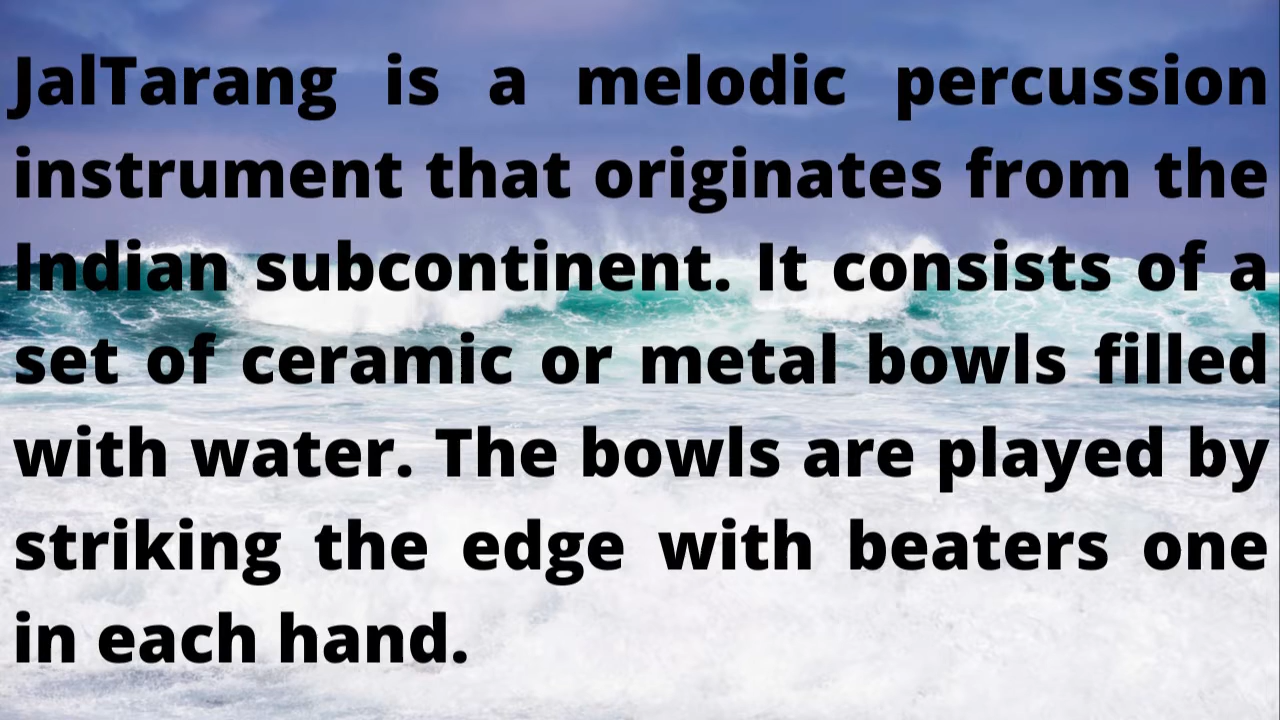 JalTarang is a melodic percussion
instrument that originates from the
Indian subcontinent. It consists of a
set of ceramic or metal bowls filled
with water. The bowls are played by
striking the edge with beaters one
in each hand.